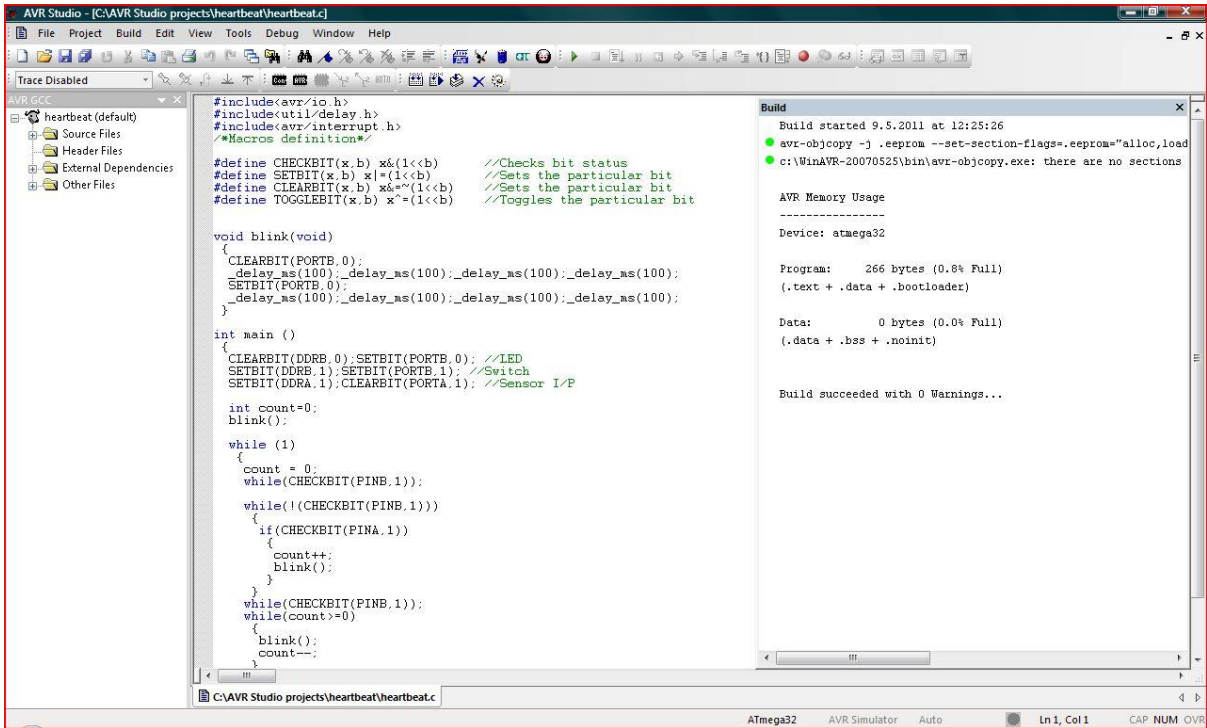 AVR Studio - [C:\AVR Studio projects\heartbeat\heartbeat.c]
File Project Build Edit View Tools Debug Window Help
Trace Disabled
AVR GCC
heartbeat (default)
Source Files
Header Files
External Dependencies
Other Files
#include<avr/io.h>
#include<util/delay.h>
#include<avr/interrupt.h>
/*Macros definition*/
#define CHECKBIT(x,b) x&(1<<b) //Checks bit status
#define SETBIT(x,b) x|=(1<<b) //Sets the particular bit
#define CLEARBIT(x,b) x&=~(1<<b) //Sets the particular bit
#define TOGGLEBIT(x,b) x^=(1<<b) //Toggles the particular bit
void blink(void)
{
CLEARBIT(PORTB,0);
_delay_ms(100);_delay_ms(100);_delay_ms(100);_delay_ms(100);
SETBIT(PORTB,0);
_delay_ms(100);_delay_ms(100);_delay_ms(100);_delay_ms(100);
}
int main ()
{
CLEARBIT(DDRB,0);SETBIT(PORTB,0); //LED
SETBIT(DDRB,1);SETBIT(PORTB,1); //Switch
SETBIT(DDRA,1);CLEARBIT(PORTA,1); //Sensor I/P
int count=0;
blink();
while (1)
{
count = 0;
while(CHECKBIT(PINB,1));
while(!(CHECKBIT(PINB,1)))
{
if(CHECKBIT(PINA,1))
{
count++;
blink();
}
}
while(CHECKBIT(PINB,1));
while(count>=0)
{
blink();
count--;
}
Build
Build started 9.5.2011 at 12:25:26
avr-objcopy -j .eeprom --set-section-flags=.eeprom="alloc,load
c:\WinAVR-20070525\bin\avr-objcopy.exe: there are no sections
AVR Memory Usage
----------------
Device: atmega32
Program: 266 bytes (0.8% Full)
(.text + .data + .bootloader)
Data: 0 bytes (0.0% Full)
(.data + .bss + .noinit)
Build succeeded with 0 Warnings...
C:\AVR Studio projects\heartbeat\heartbeat.c
ATmega32 AVR Simulator Auto Ln 1, Col 1 CAP NUM OVR